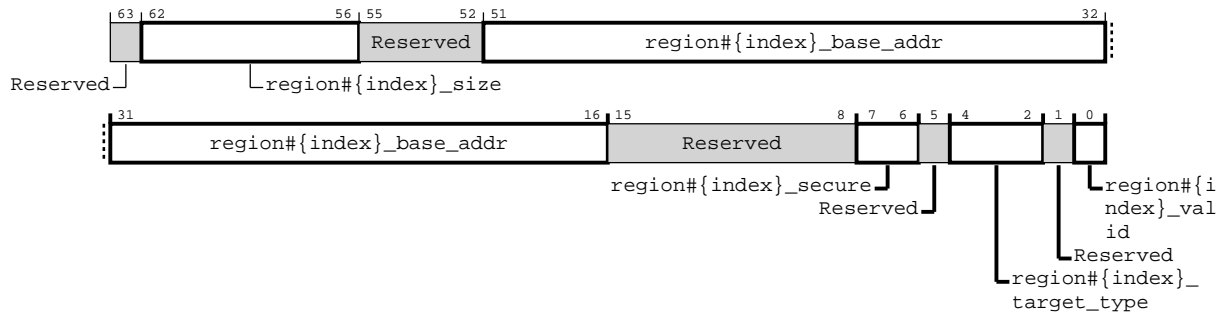 63 62 56 55 52 51 32
Reserved region#{index}_base_addr
Reserved region#{index}_size
31 16 15 8 7 6 5 4 2 1 0
region#{index}_base_addr Reserved
region#{index}_secure region#{i
Reserved ndex}_val
id
Reserved
region#{index}_
target_type